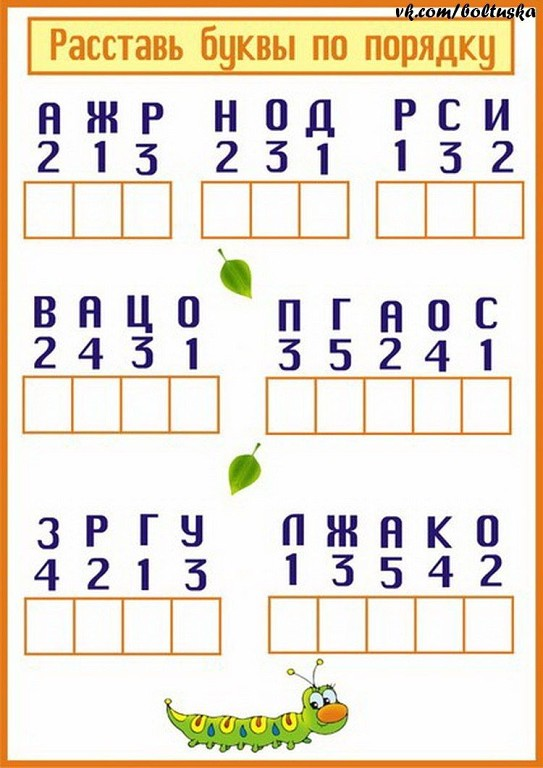 vk.com/boltuska
Расставь буквы по порядку
А Ж Р
2 1 3
Н О Д
2 3 1
Р С И
1 3 2
В А Ц О
2 4 3 1
П Г А О С
3 5 2 4 1
З Р Г У
4 2 1 3
Л Ж А К О
1 3 5 4 2